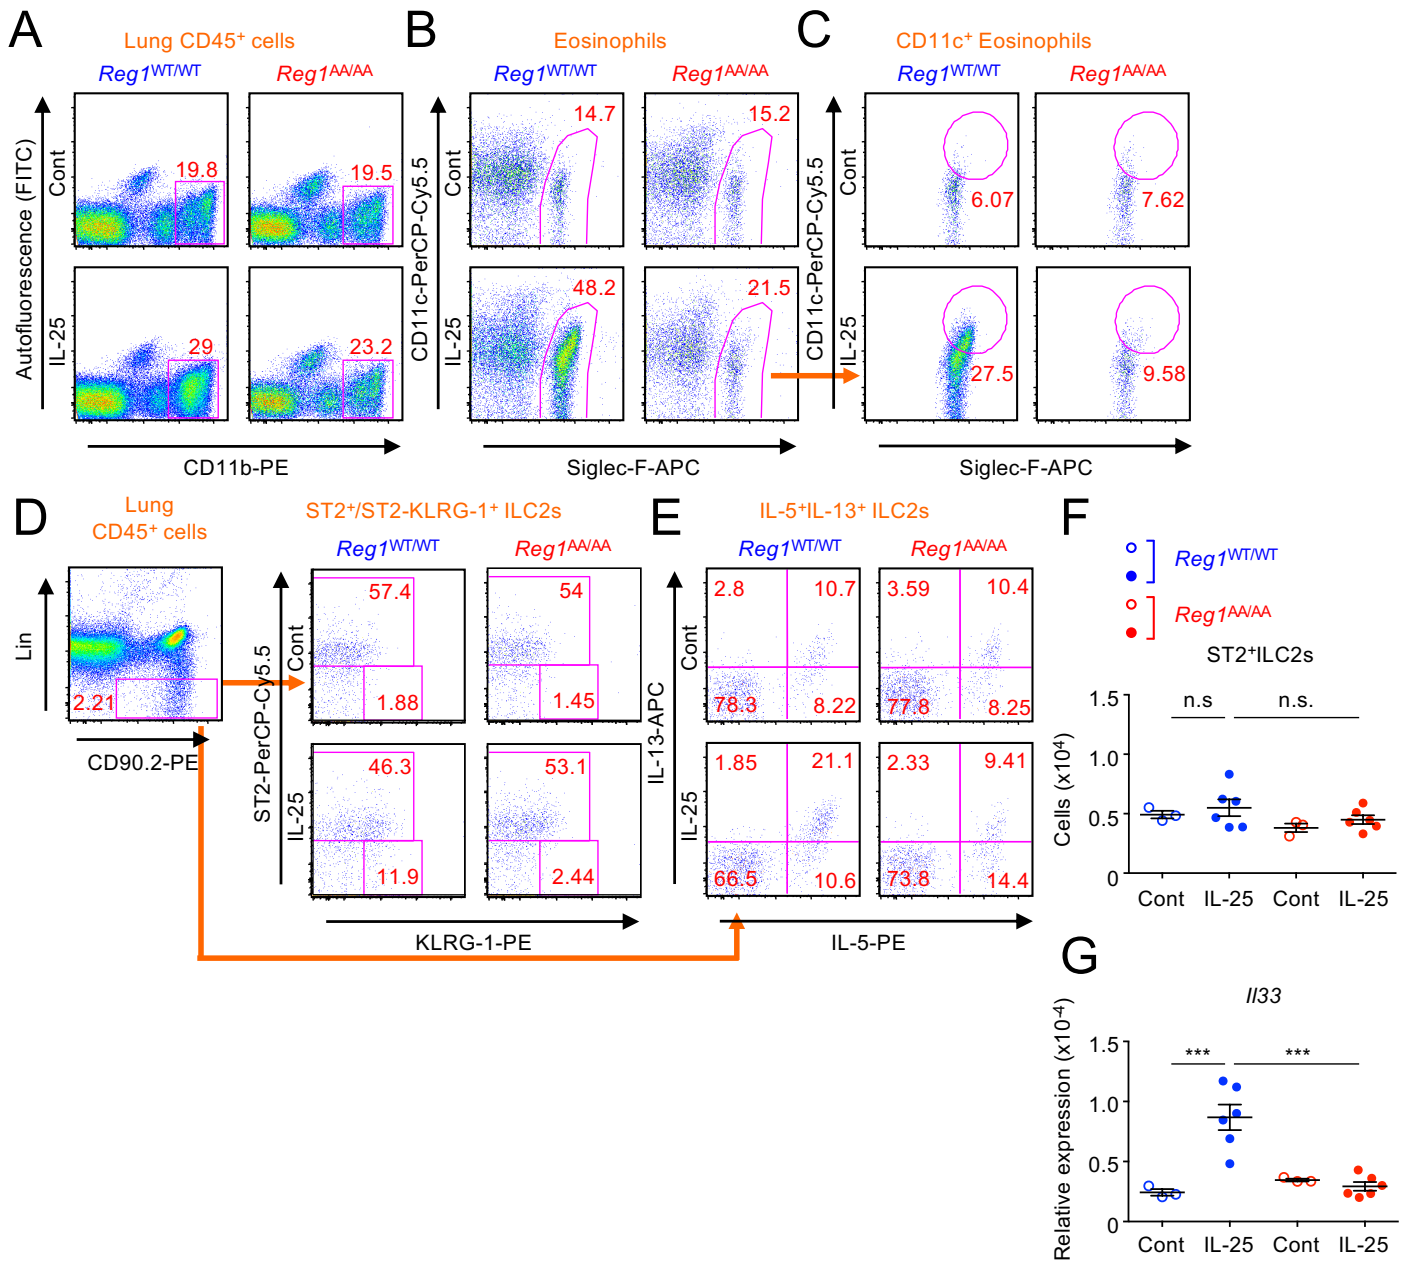 A
Lung CD45+ cells
Reg1WT/WT
Reg1AA/AA
Autofluorescence (FITC)
Cont
19.8
19.5
IL-25
29
23.2
CD11b-PE
B
Eosinophils
Reg1WT/WT
Reg1AA/AA
CD11c-PerCP-Cy5.5
Cont
14.7
15.2
IL-25
48.2
21.5
Siglec-F-APC
C
CD11c+ Eosinophils
Reg1WT/WT
Reg1AA/AA
CD11c-PerCP-Cy5.5
Cont
6.07
7.62
IL-25
27.5
9.58
Siglec-F-APC
D
Lung
CD45+ cells
Lin
2.21
CD90.2-PE
ST2+/ST2-KLRG-1+ ILC2s
Reg1WT/WT
Reg1AA/AA
ST2-PerCP-Cy5.5
Cont
57.4
54
1.88
1.45
IL-25
46.3
53.1
11.9
2.44
KLRG-1-PE
E
IL-5+IL-13+ ILC2s
Reg1WT/WT
Reg1AA/AA
IL-13-APC
Cont
2.8
10.7
3.59
10.4
78.3
8.22
77.8
8.25
IL-25
1.85
21.1
2.33
9.41
66.5
10.6
73.8
14.4
IL-5-PE
F
Reg1WT/WT
Reg1AA/AA
ST2+ILC2s
Cells (x10⁴)
1.5
1.0
0.5
0
n.s
n.s.
Cont IL-25 Cont IL-25
G
Il33
Relative expression (x10-4)
1.5
1.0
0.5
0
***
***
Cont IL-25 Cont IL-25